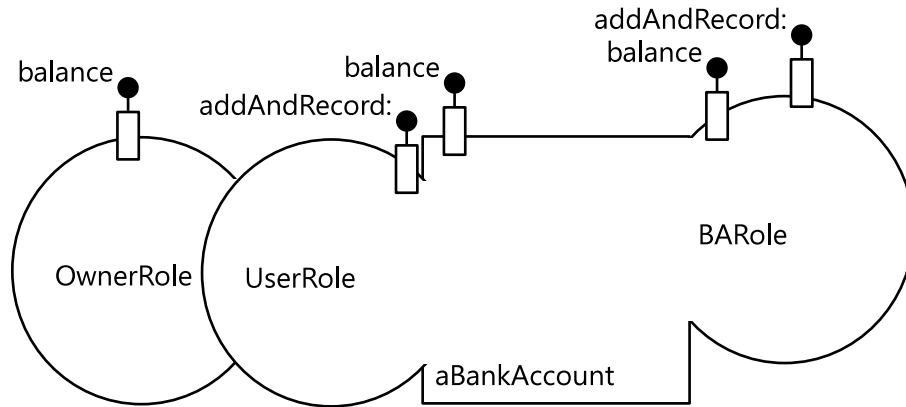 addAndRecord:
balance
balance
balance
addAndRecord:
BARole
OwnerRole
UserRole
aBankAccount